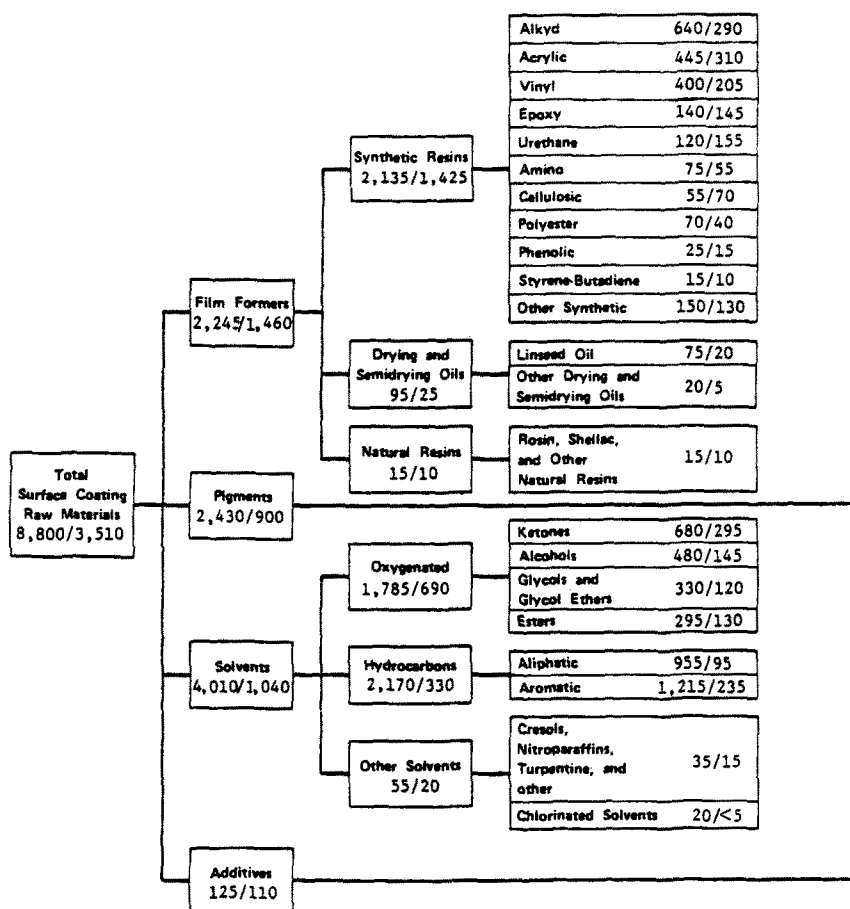 Alkyd 640/290
Acrylic 445/310
Vinyl 400/205
Epoxy 140/145
Urethane 120/155
Amino 75/55
Cellulosic 55/70
Polyester 70/40
Phenolic 25/15
Styrene-Butadiene 15/10
Other Synthetic 150/130
Synthetic Resins
2,135/1,425
Film Formers
2,245/1,460
Drying and
Semidrying Oils
95/25
Linseed Oil 75/20
Other Drying and
Semidrying Oils 20/5
Natural Resins
15/10
Rosin, Shellac,
and Other 15/10
Natural Resins
Total
Surface Coating
Raw Materials
8,800/3,510
Pigments
2,430/900
Oxygenated
1,785/690
Ketones 680/295
Alcohols 480/145
Glycols and
Glycol Ethers 330/120
Esters 295/130
Solvents
4,010/1,040
Hydrocarbons
2,170/330
Aliphatic 955/95
Aromatic 1,215/235
Other Solvents
55/20
Cresols,
Nitroparaffins,
Turpentine, and 35/15
other
Chlorinated Solvents 20/<5
Additives
125/110